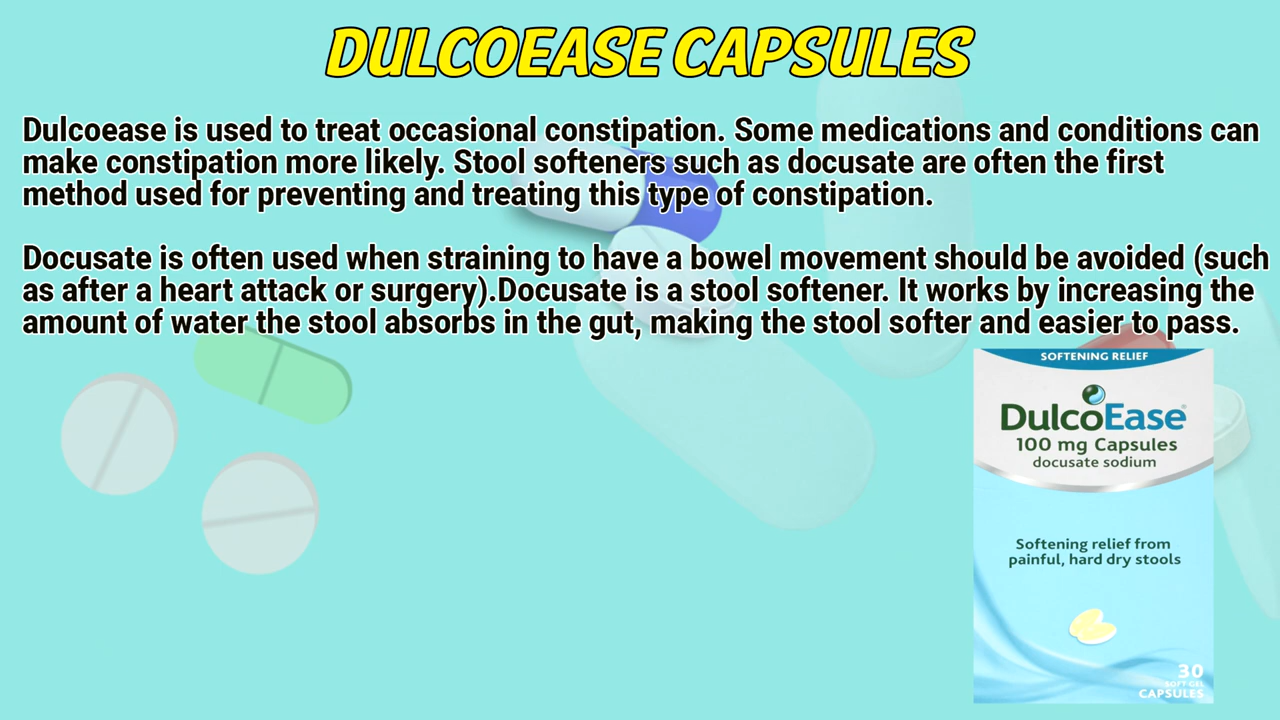 DULCOEASE CAPSULES
Dulcoease is used to treat occasional constipation. Some medications and conditions can
make constipation more likely. Stool softeners such as docusate are often the first
method used for preventing and treating this type of constipation.
Docusate is often used when straining to have a bowel movement should be avoided (such
as after a heart attack or surgery).Docusate is a stool softener. It works by increasing the
amount of water the stool absorbs in the gut, making the stool softer and easier to pass.
SOFTENING RELIEF
DulcoEase
100 mg Capsules
docusate sodium
Softening relief from
painful, hard dry stools
30
SOFT GEL
CAPSULES